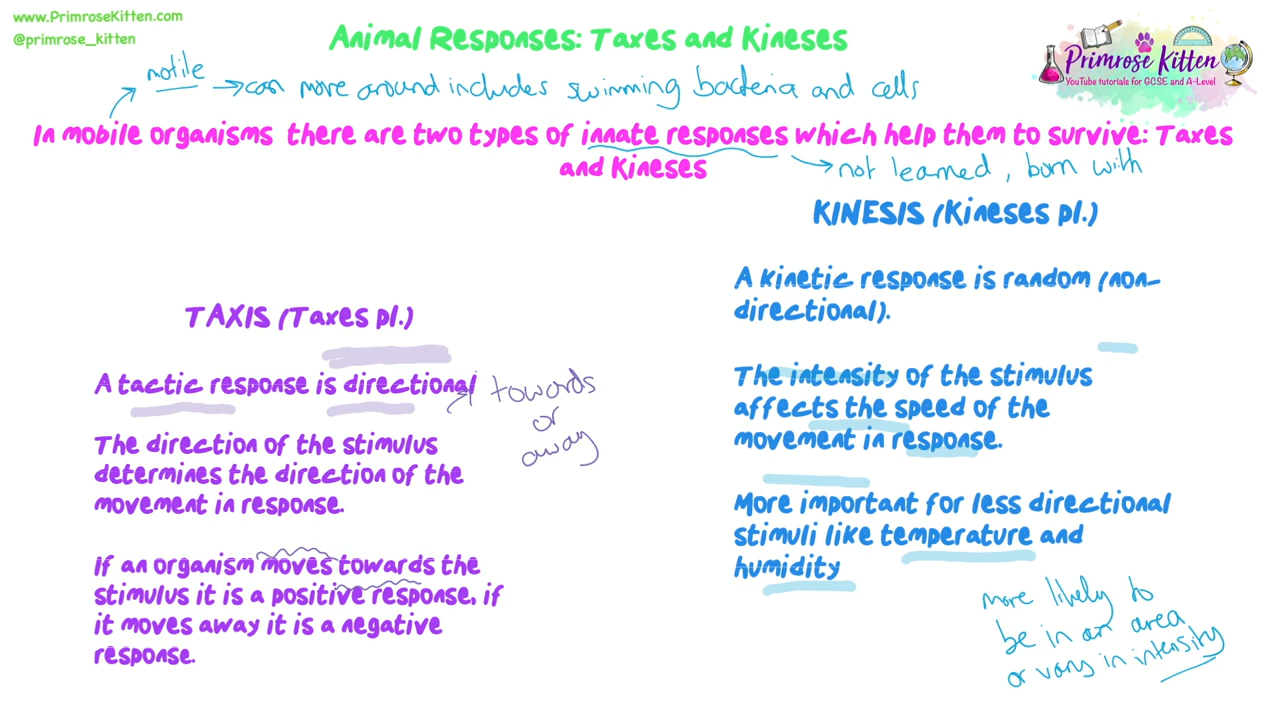 www.PrimroseKitten.com
@primrose_kitten
Animal Responses: Taxes and Kineses
Primrose Kitten
YouTube tutorials for GCSE and A-Level
motile → can move around includes swimming bacteria and cells
In mobile organisms there are two types of innate responses which help them to survive: Taxes
and Kineses
→ not learned, born with
TAXIS (Taxes pl.)
A tactic response is directional
towards
or
away
The direction of the stimulus
determines the direction of the
movement in response.
If an organism moves towards the
stimulus it is a positive response, if
it moves away it is a negative
response.
KINESIS (Kineses pl.)
A kinetic response is random (non-
directional).
The intensity of the stimulus
affects the speed of the
movement in response.
More important for less directional
stimuli like temperature and
humidity
more likely to
be in an area
or vary in intensity